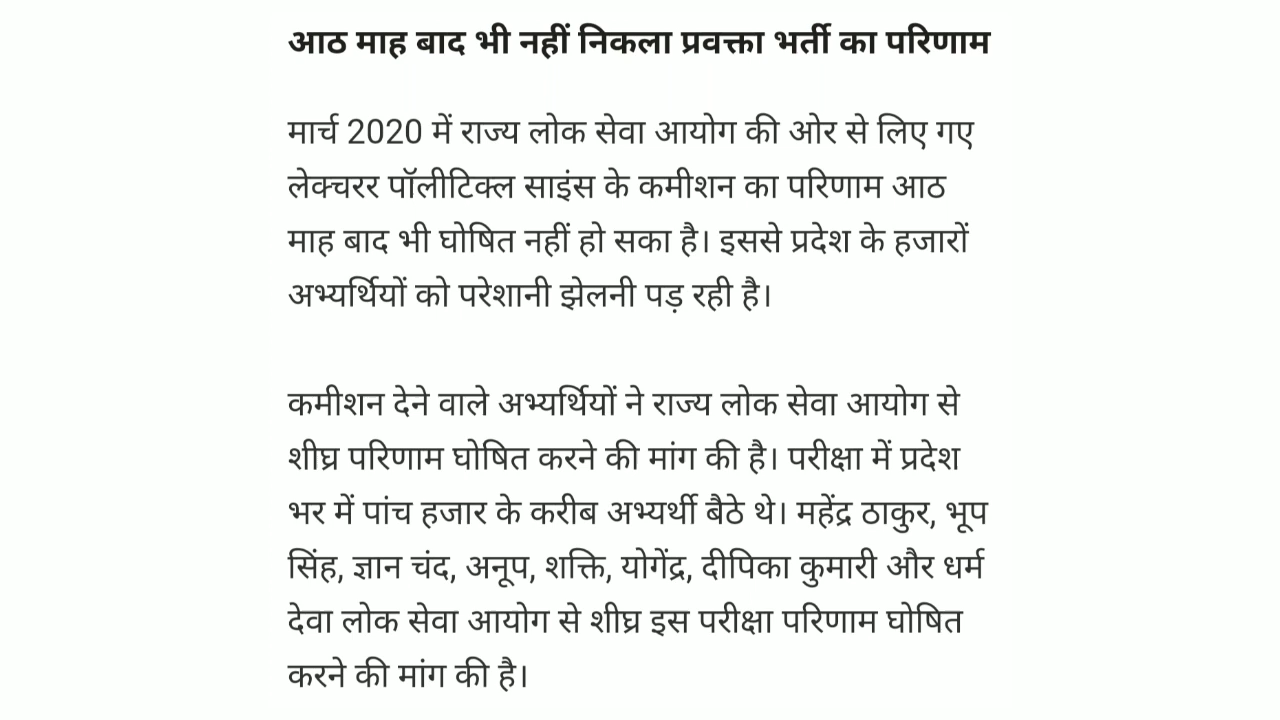 आठ माह बाद भी नहीं निकला प्रवक्ता भर्ती का परिणाम
मार्च 2020 में राज्य लोक सेवा आयोग की ओर से लिए गए
लेक्चरर पॉलीटिक्ल साइंस के कमीशन का परिणाम आठ
माह बाद भी घोषित नहीं हो सका है। इससे प्रदेश के हजारों
अभ्यर्थियों को परेशानी झेलनी पड़ रही है।
कमीशन देने वाले अभ्यर्थियों ने राज्य लोक सेवा आयोग से
शीघ्र परिणाम घोषित करने की मांग की है। परीक्षा में प्रदेश
भर में पांच हजार के करीब अभ्यर्थी बैठे थे। महेंद्र ठाकुर, भूप
सिंह, ज्ञान चंद, अनूप, शक्ति, योगेंद्र, दीपिका कुमारी और धर्म
देवा लोक सेवा आयोग से शीघ्र इस परीक्षा परिणाम घोषित
करने की मांग की है।